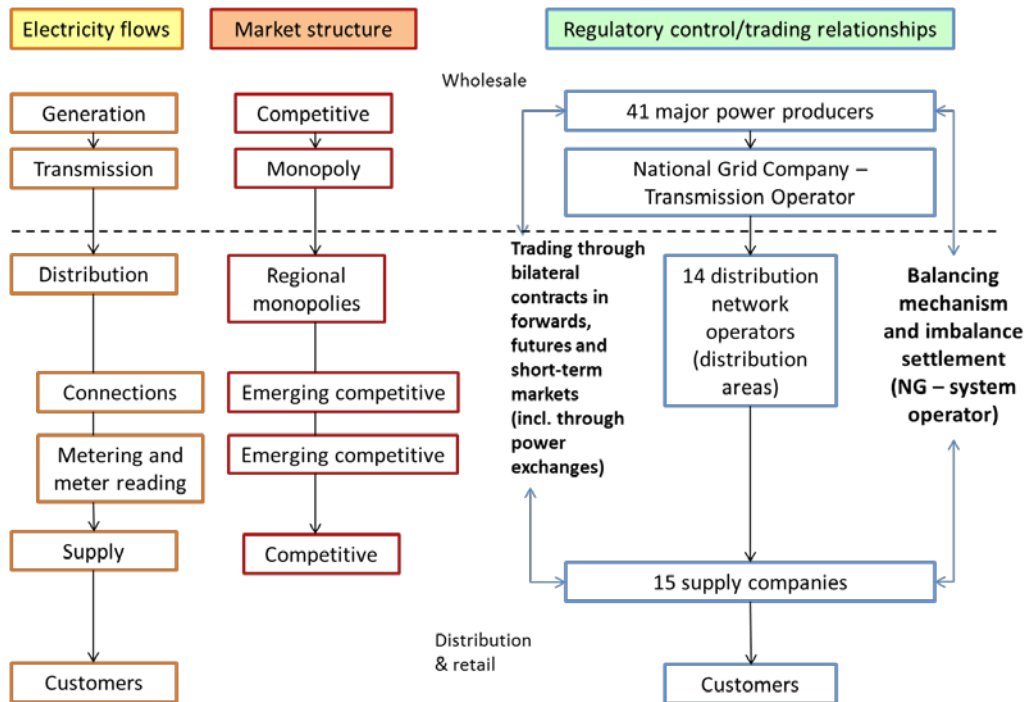 Electricity flows
Market structure
Regulatory control/trading relationships
Wholesale
Generation
Competitive
41 major power producers
Transmission
Monopoly
National Grid Company –
Transmission Operator
Distribution
Regional
monopolies
Trading through
bilateral
contracts in
forwards,
futures and
short-term
markets
(incl. through
power
exchanges)
14 distribution
network
operators
(distribution
areas)
Balancing
mechanism
and imbalance
settlement
(NG – system
operator)
Connections
Emerging competitive
Metering and
meter reading
Emerging competitive
Supply
Competitive
15 supply companies
Distribution
& retail
Customers
Customers